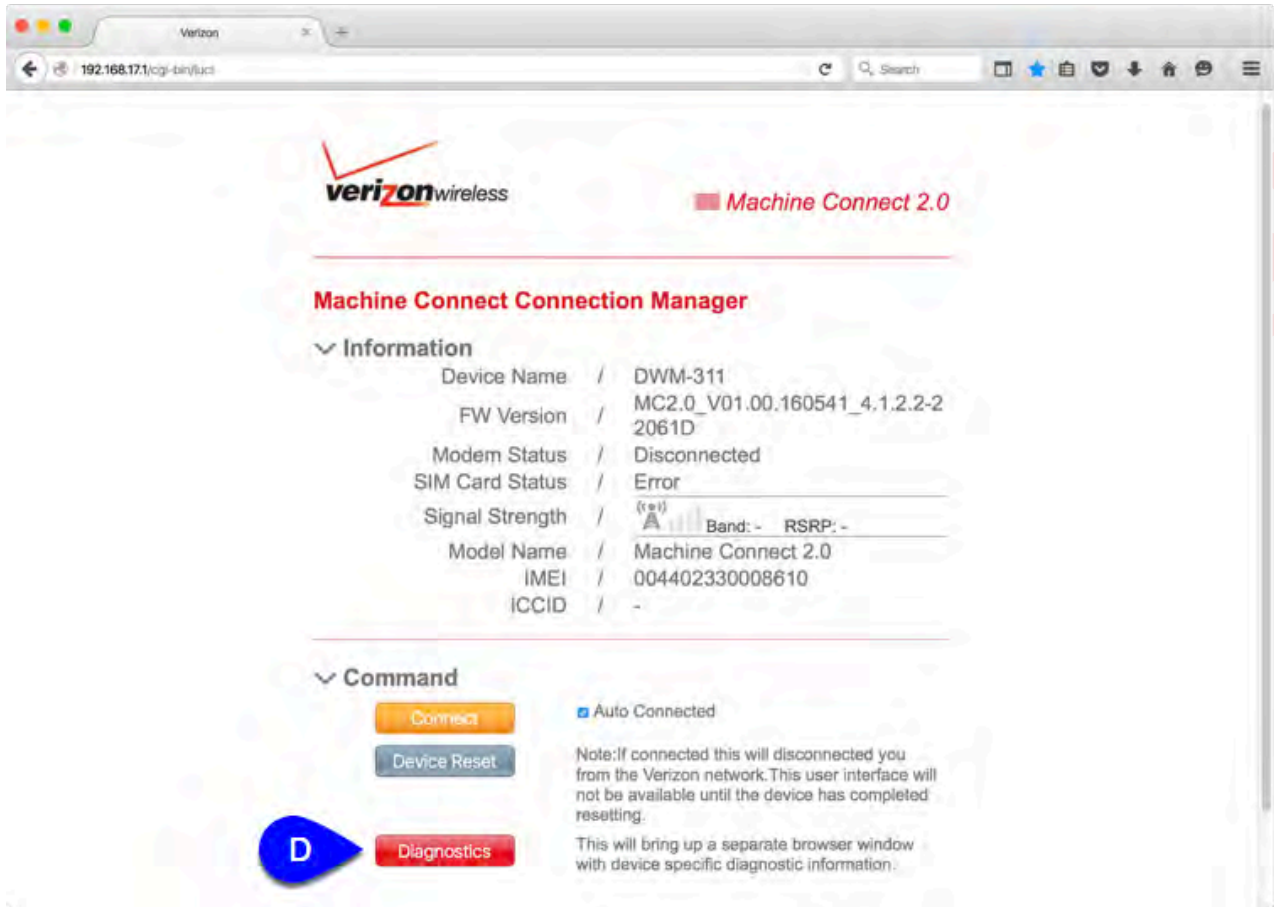 Verizon
192.168.17.1/cgi-bin/luci
Search
verizonwireless
Machine Connect 2.0
Machine Connect Connection Manager
Information
Device Name / DWM-311
FW Version / MC2.0_V01.00.160541_4.1.2.2-2
2061D
Modem Status / Disconnected
SIM Card Status / Error
Signal Strength / Band: - RSRP: -
Model Name / Machine Connect 2.0
IMEI / 004402330008610
ICCID / -
Command
Connect
Auto Connected
Device Reset
Note:If connected this will disconnected you
from the Verizon network.This user interface will
not be available until the device has completed
resetting.
D
Diagnostics
This will bring up a separate browser window
with device specific diagnostic information.